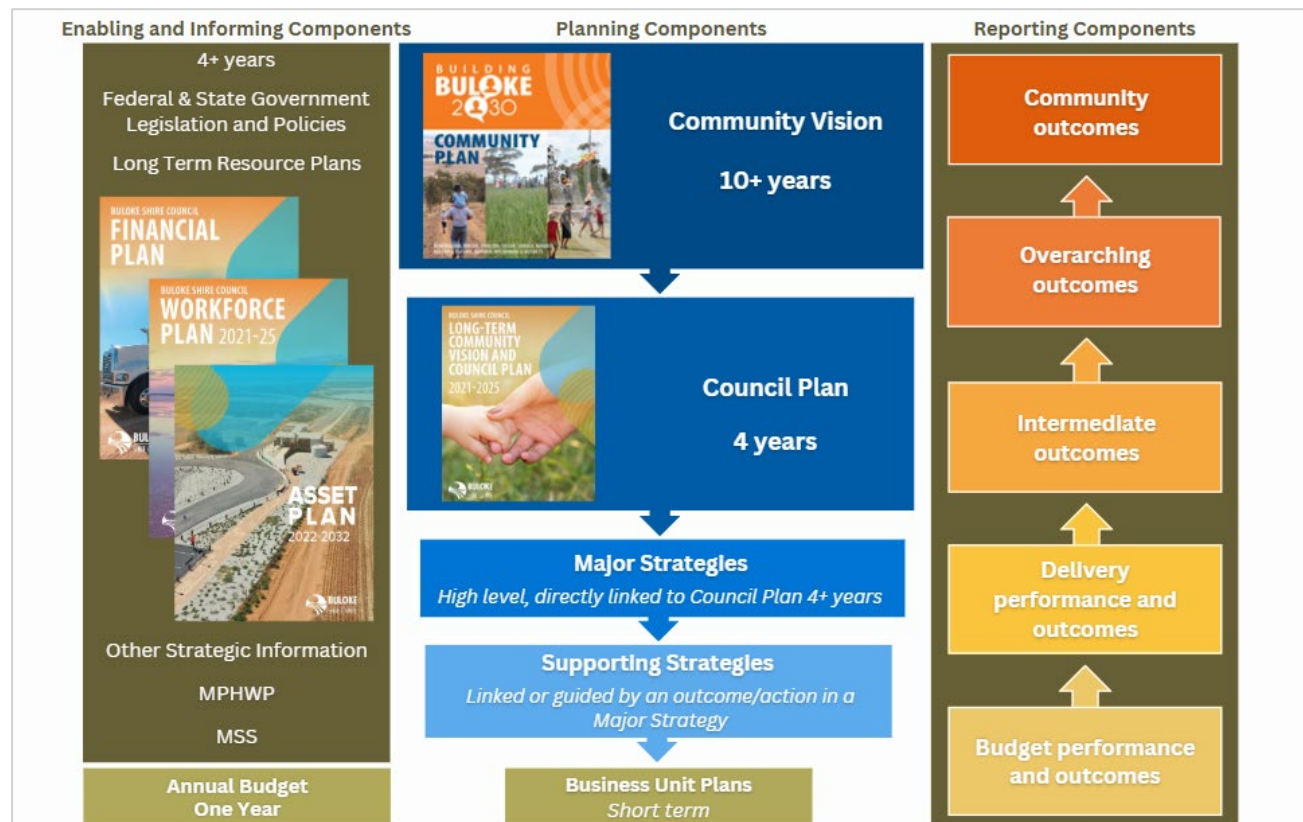 Enabling and Informing Components
4+ years
Federal & State Government
Legislation and Policies
Long Term Resource Plans
BULOKE SHIRE COUNCIL
FINANCIAL
PLAN
BULOKE SHIRE COUNCIL
WORKFORCE
PLAN 2021-25
ASSET
PLAN
2022-2032
BULOKE
Other Strategic Information
MPHWP
MSS
Annual Budget
One Year
Planning Components
BUILDING
BULOKE
2030
COMMUNITY
PLAN
Community Vision
10+ years
BULOKE SHIRE COUNCIL
LONG-TERM
COMMUNITY
VISION AND
COUNCIL PLAN
2021-2025
BULOKE
Council Plan
4 years
Major Strategies
High level, directly linked to Council Plan 4+ years
Supporting Strategies
Linked or guided by an outcome/action in a
Major Strategy
Business Unit Plans
Short term
Reporting Components
Community
outcomes
Overarching
outcomes
Intermediate
outcomes
Delivery
performance and
outcomes
Budget performance
and outcomes